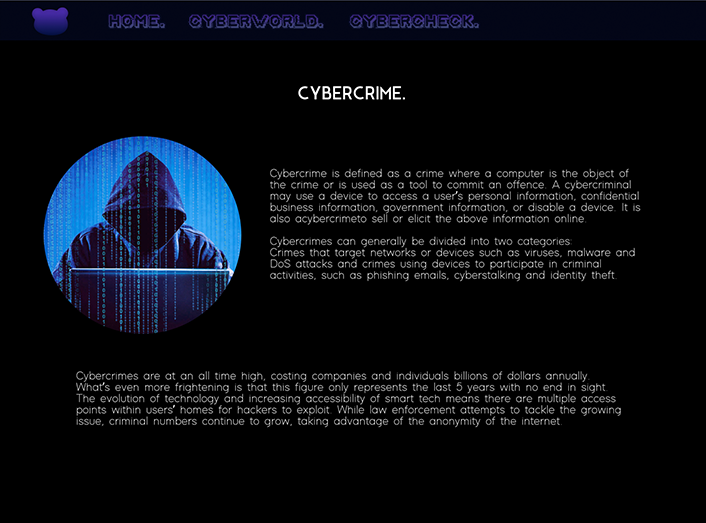 HOME. CYBERWORLD. CYBERCHECK.
CYBERCRIME.
Cybercrime is defined as a crime where a computer is the object of
the crime or is used as a tool to commit an offence. A cybercriminal
may use a device to access a user's personal information, confidential
business information, government information, or disable a device. It is
also acybercrimeto sell or elicit the above information online.
Cybercrimes can generally be divided into two categories:
Crimes that target networks or devices such as viruses, malware and
DoS attacks and crimes using devices to participate in criminal
activities, such as phishing emails, cyberstalking and identity theft.
Cybercrimes are at an all time high, costing companies and individuals billions of dollars annually.
What's even more frightening is that this figure only represents the last 5 years with no end in sight.
The evolution of technology and increasing accessibility of smart tech means there are multiple access
points within users' homes for hackers to exploit. While law enforcement attempts to tackle the growing
issue, criminal numbers continue to grow, taking advantage of the anonymity of the internet.